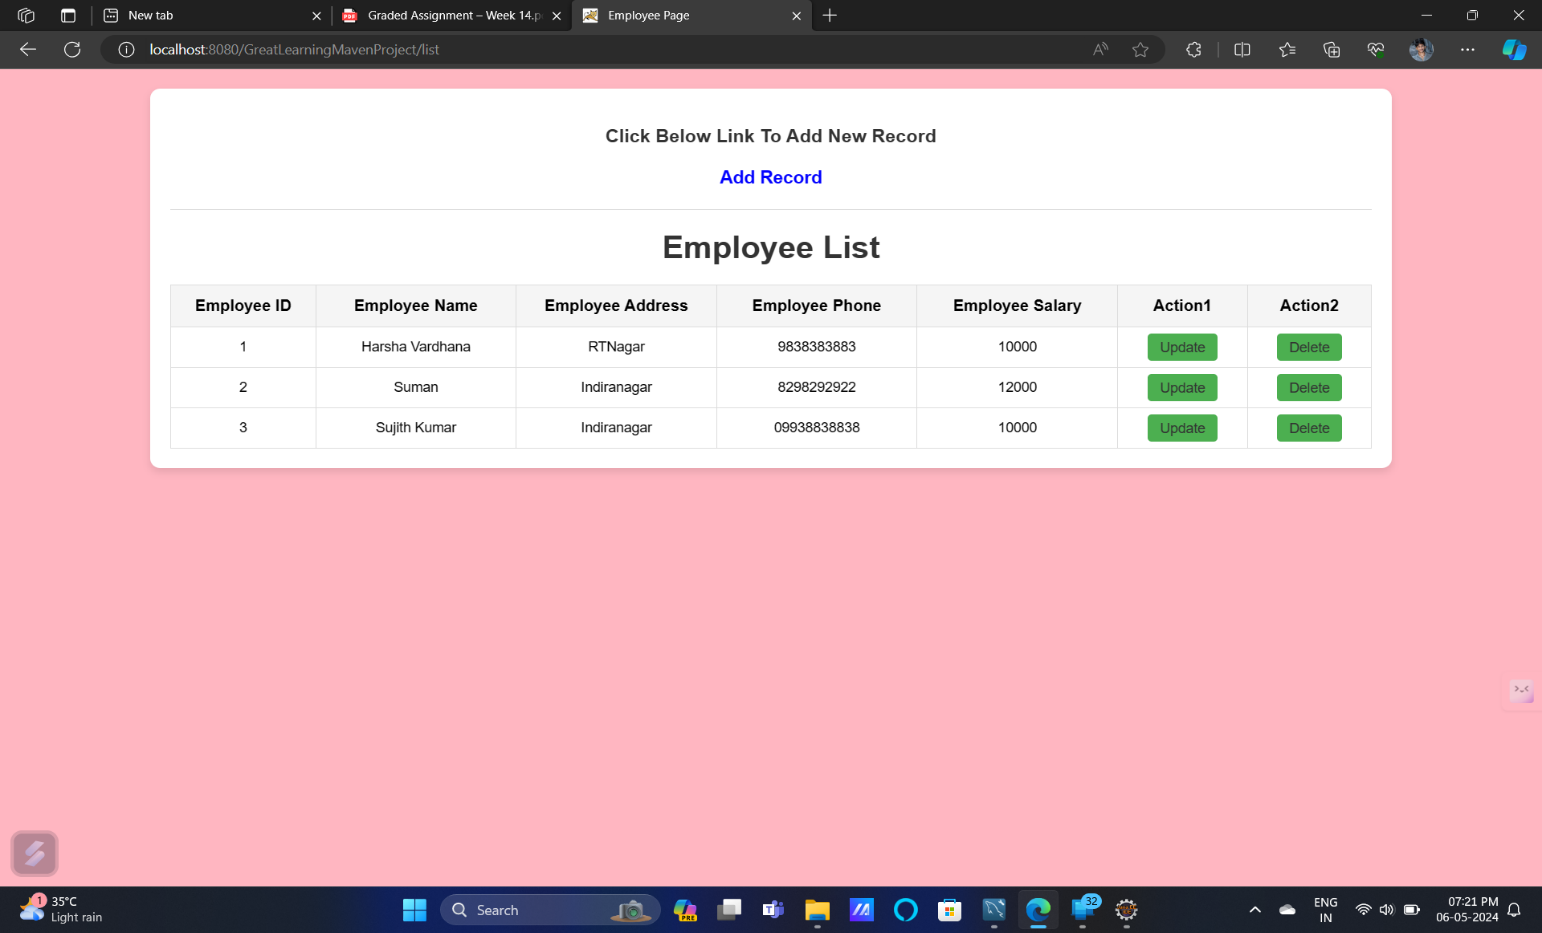 New tab
Graded Assignment – Week 14.p
Employee Page
localhost:8080/GreatLearningMavenProject/list
Click Below Link To Add New Record
Add Record
Employee List
Employee ID Employee Name Employee Address Employee Phone Employee Salary Action1 Action2
1 Harsha Vardhana RTNagar 9838383883 10000 Update Delete
2 Suman Indiranagar 8298292922 12000 Update Delete
3 Sujith Kumar Indiranagar 09938838838 10000 Update Delete
1
35°C
Light rain
Search
PRE
32
ENG
IN
07:21 PM
06-05-2024